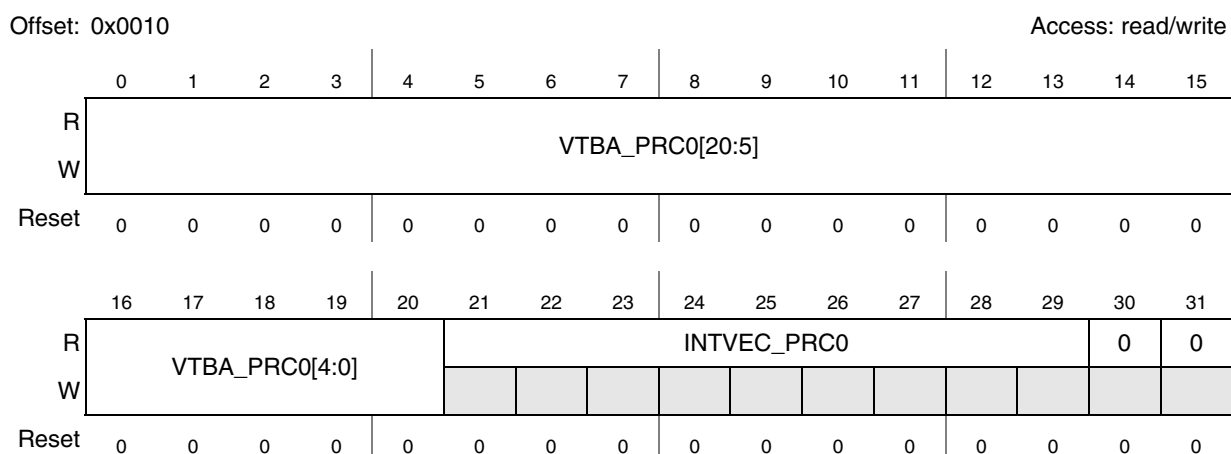 Offset: 0x0010 Access: read/write
0 1 2 3 4 5 6 7 8 9 10 11 12 13 14 15
R
VTBA_PRC0[20:5]
W
Reset 0 0 0 0 0 0 0 0 0 0 0 0 0 0 0 0
16 17 18 19 20 21 22 23 24 25 26 27 28 29 30 31
R INTVEC_PRC0 0 0
VTBA_PRC0[4:0]
W
Reset 0 0 0 0 0 0 0 0 0 0 0 0 0 0 0 0